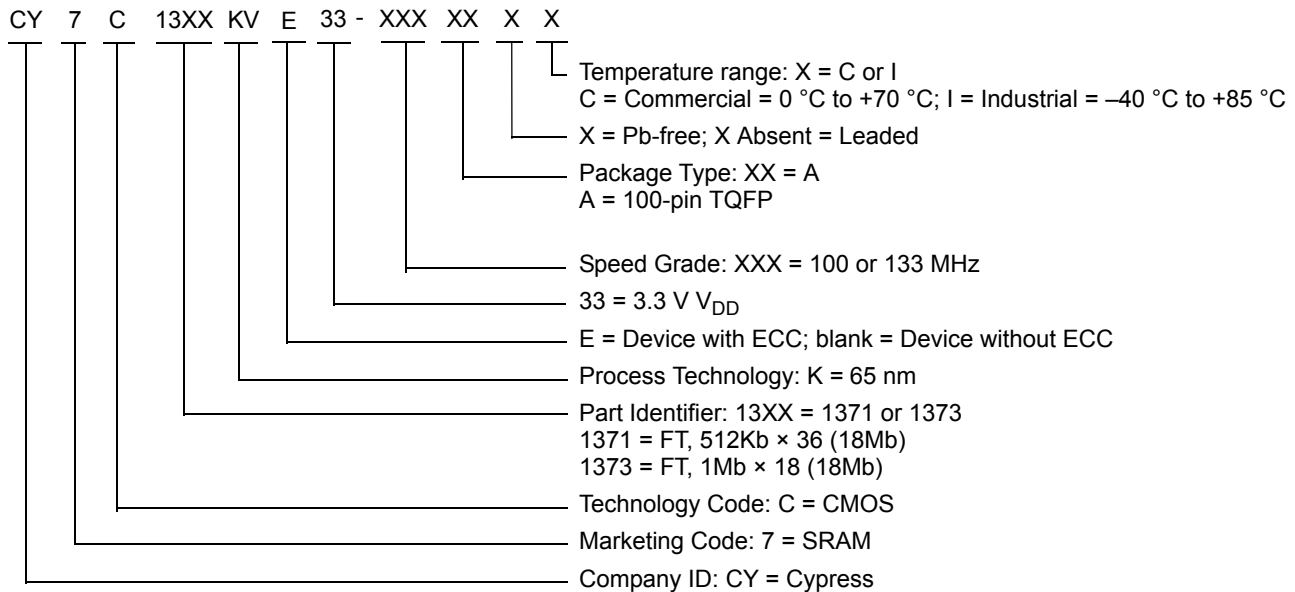 CY 7 C 13XX KV E 33 - XXX XX X X
Temperature range: X = C or I
C = Commercial = 0 °C to +70 °C; I = Industrial = –40 °C to +85 °C
X = Pb-free; X Absent = Leaded
Package Type: XX = A
A = 100-pin TQFP
Speed Grade: XXX = 100 or 133 MHz
33 = 3.3 V VDD
E = Device with ECC; blank = Device without ECC
Process Technology: K = 65 nm
Part Identifier: 13XX = 1371 or 1373
1371 = FT, 512Kb × 36 (18Mb)
1373 = FT, 1Mb × 18 (18Mb)
Technology Code: C = CMOS
Marketing Code: 7 = SRAM
Company ID: CY = Cypress